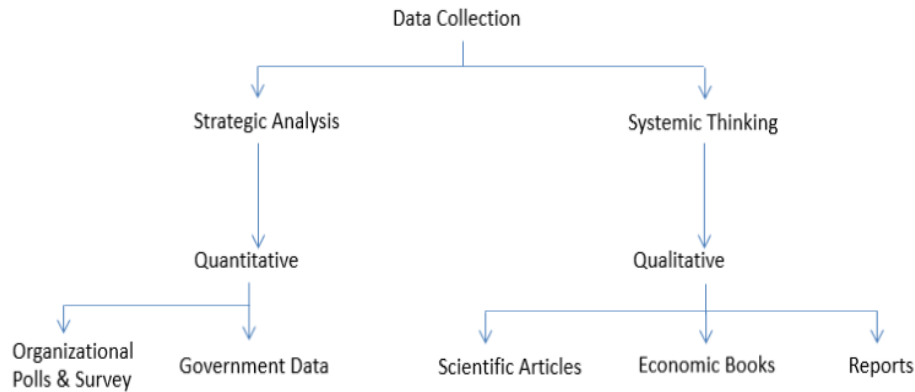 Data Collection
Strategic Analysis
Systemic Thinking
Quantitative
Qualitative
Organizational
Polls & Survey
Government Data
Scientific Articles
Economic Books
Reports